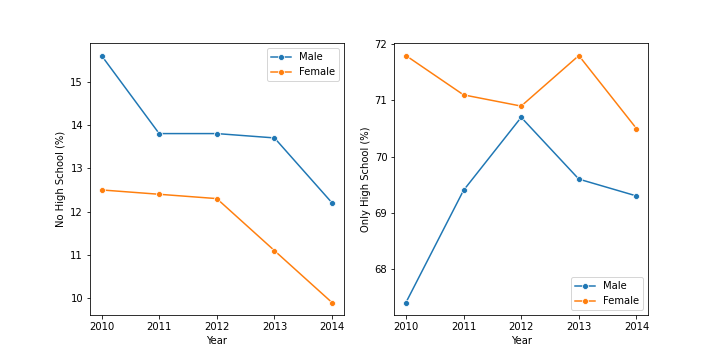 Male
Female
15
14
13
12
11
10
No High School (%)
2010 2011 2012 2013 2014
Year
72
71
70
69
68
Only High School (%)
Male
Female
2010 2011 2012 2013 2014
Year